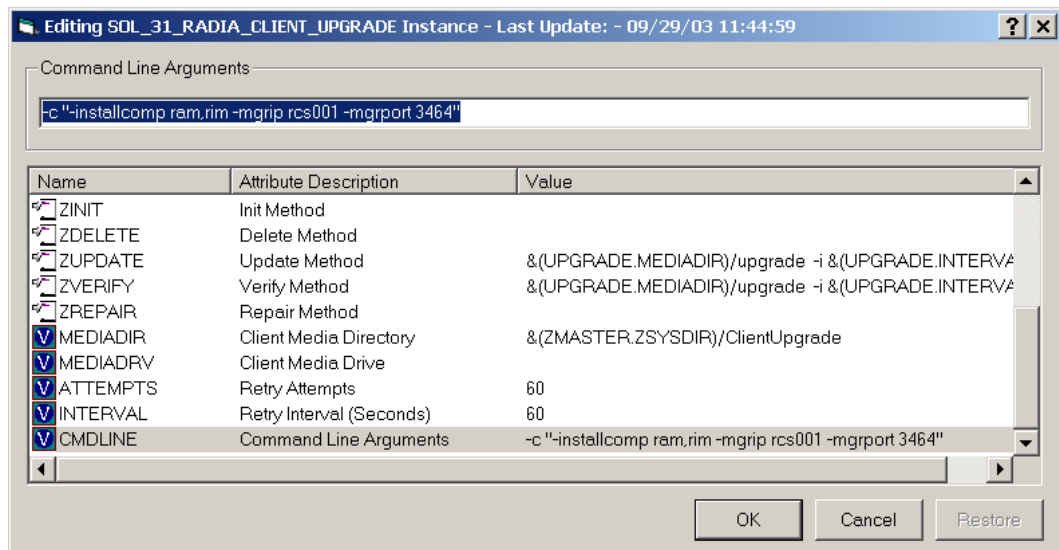 Editing SOL_31_RADIA_CLIENT_UPGRADE Instance - Last Update: - 09/29/03 11:44:59
Command Line Arguments
-c "-installcomp ram,rim -mgrip rcs001 -mgrport 3464"
Name Attribute Description Value
ZINIT Init Method
ZDELETE Delete Method
ZUPDATE Update Method &(UPGRADE.MEDIADIR)/upgrade -i &(UPGRADE.INTERVA
ZVERIFY Verify Method &(UPGRADE.MEDIADIR)/upgrade -i &(UPGRADE.INTERVA
ZREPAIR Repair Method
V MEDIADIR Client Media Directory &(ZMASTER.ZSYSDIR)/ClientUpgrade
V MEDIADRV Client Media Drive
V ATTEMPTS Retry Attempts 60
V INTERVAL Retry Interval (Seconds) 60
V CMDLINE Command Line Arguments -c "-installcomp ram,rim -mgrip rcs001 -mgrport 3464"
OK Cancel Restore